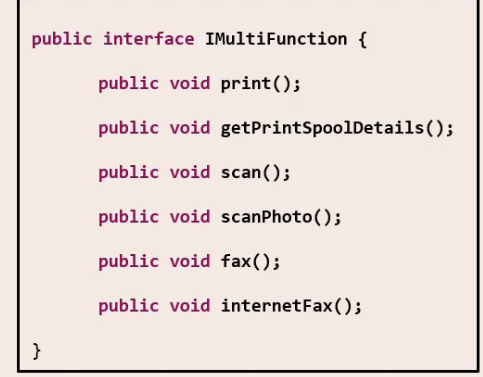 public interface IMultiFunction {
public void print();
public void getPrintSpoolDetails();
public void scan();
public void scanPhoto();
public void fax();
public void internetFax();
}